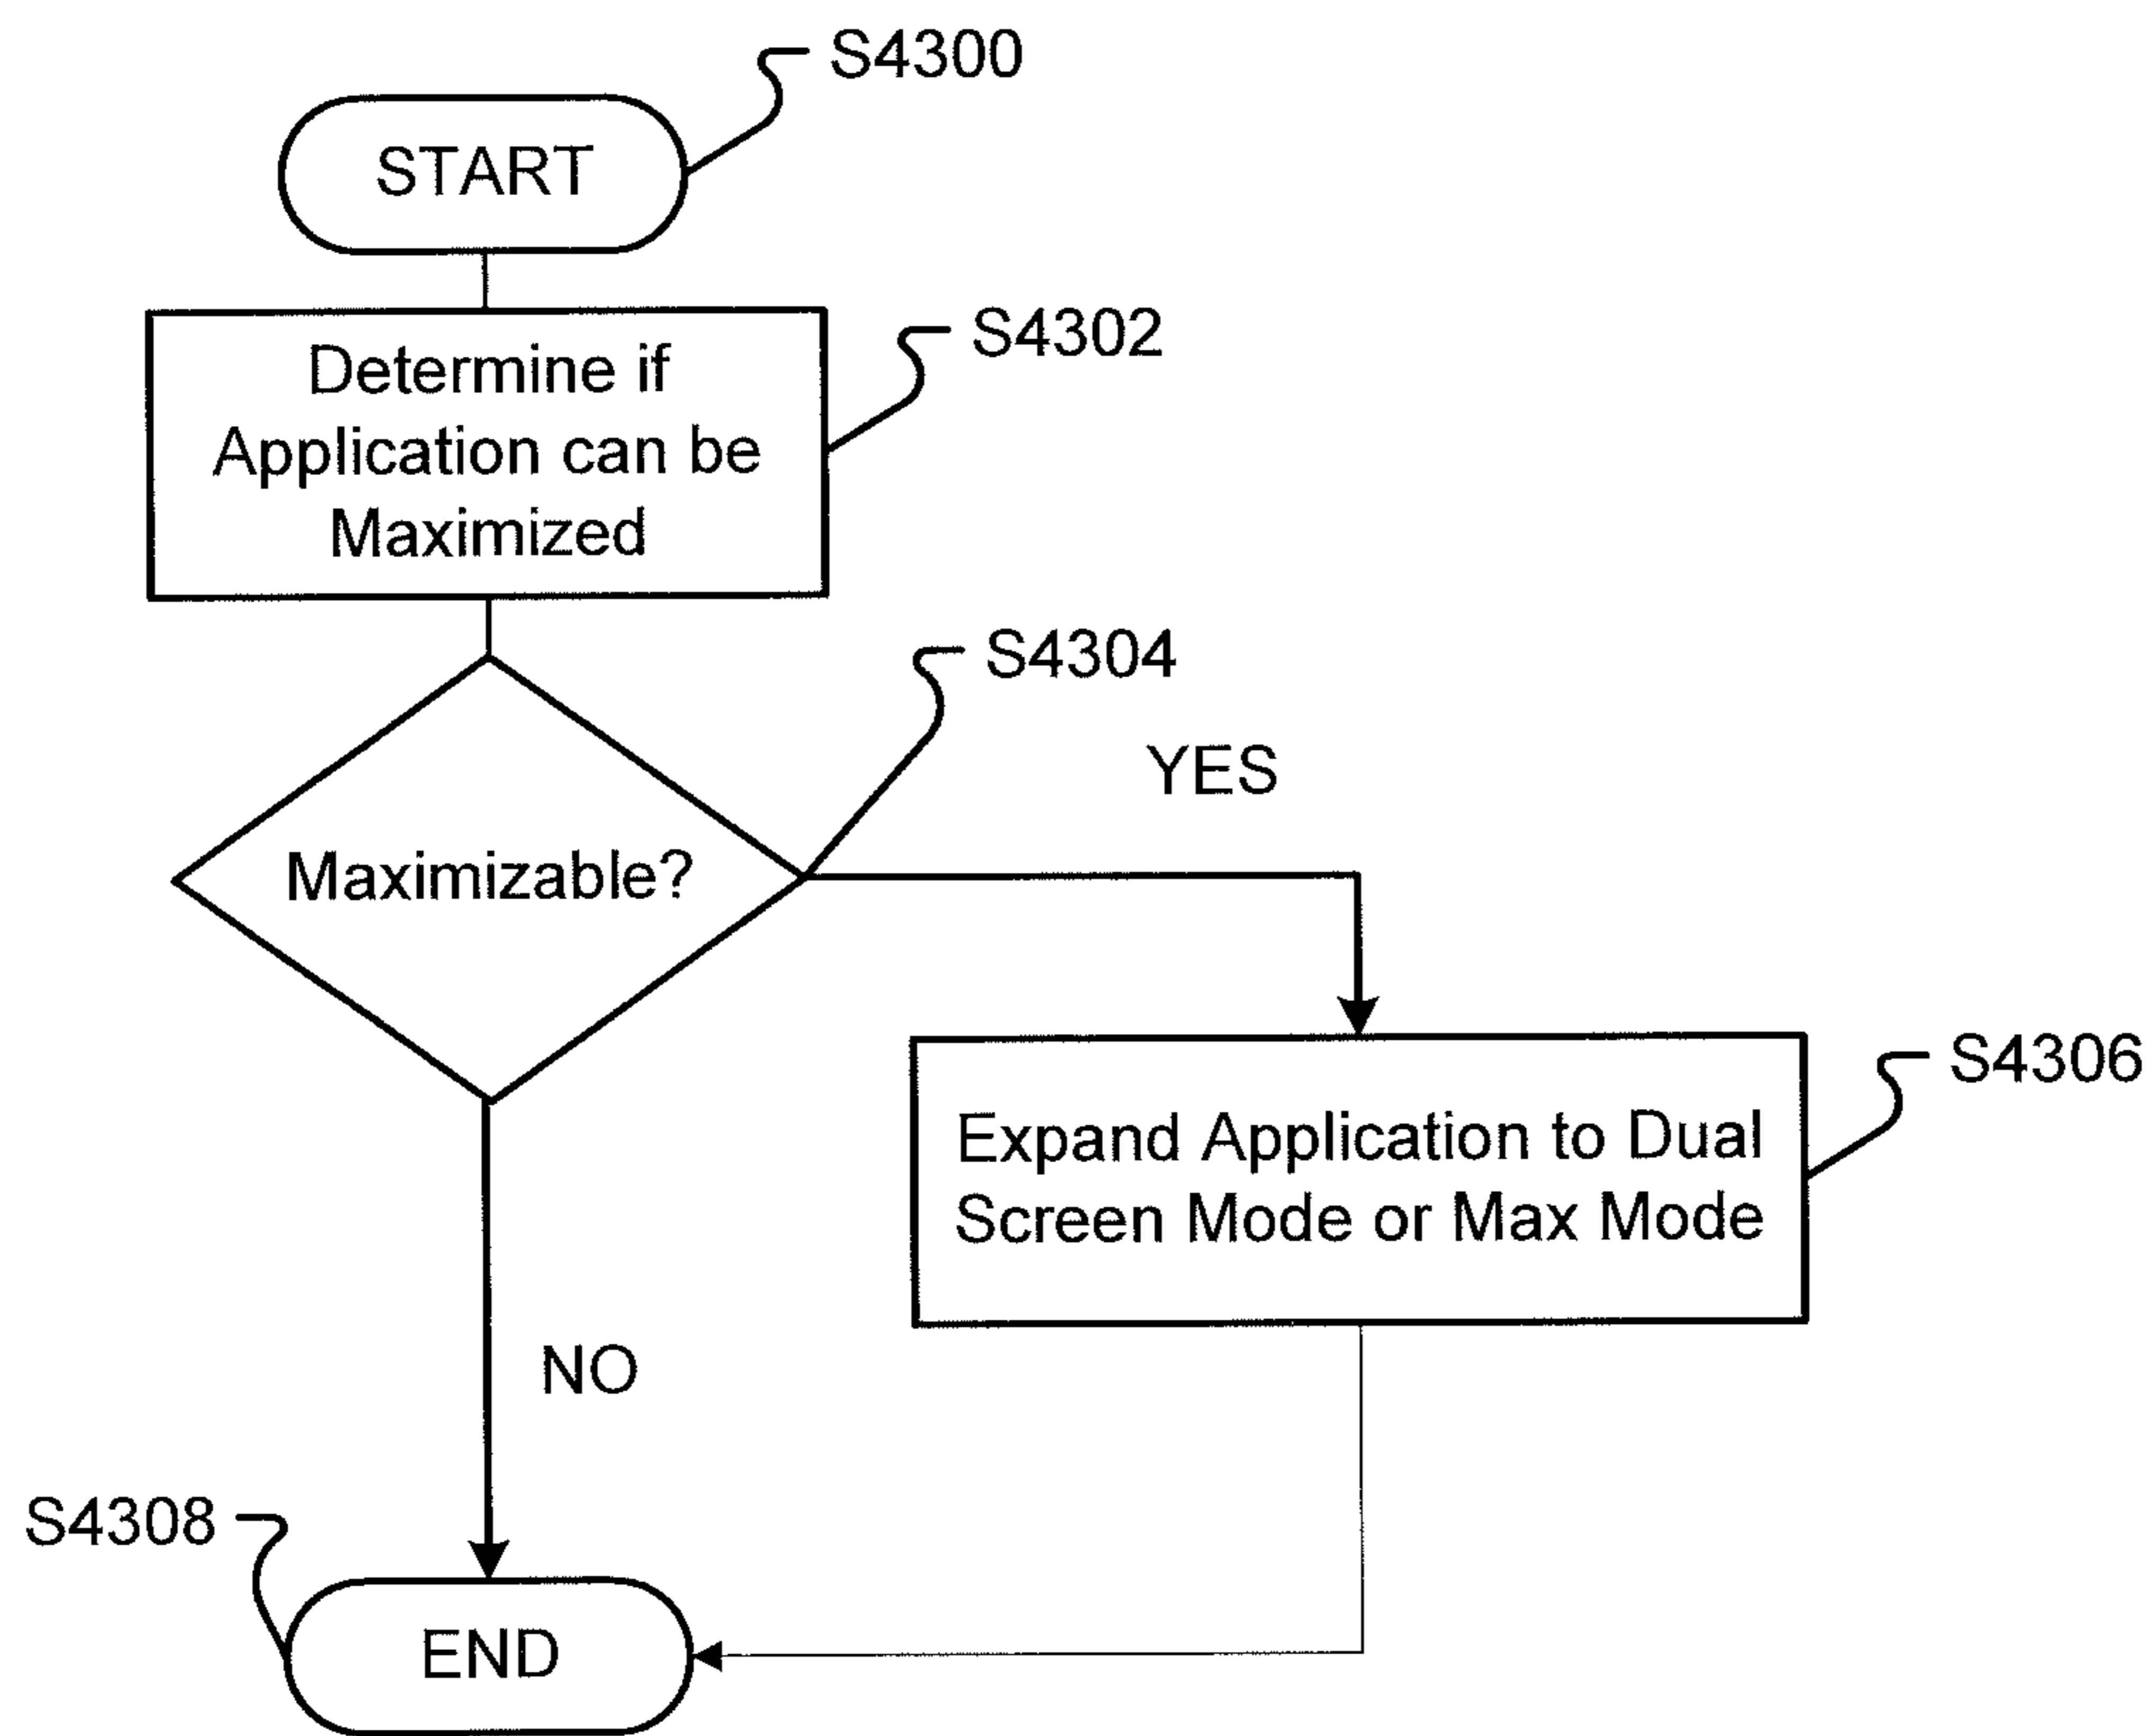 S4300
START
S4302
Determine if
Application can be
Maximized
S4304
YES
Maximizable?
S4306
Expand Application to Dual
Screen Mode or Max Mode
NO
S4308
END